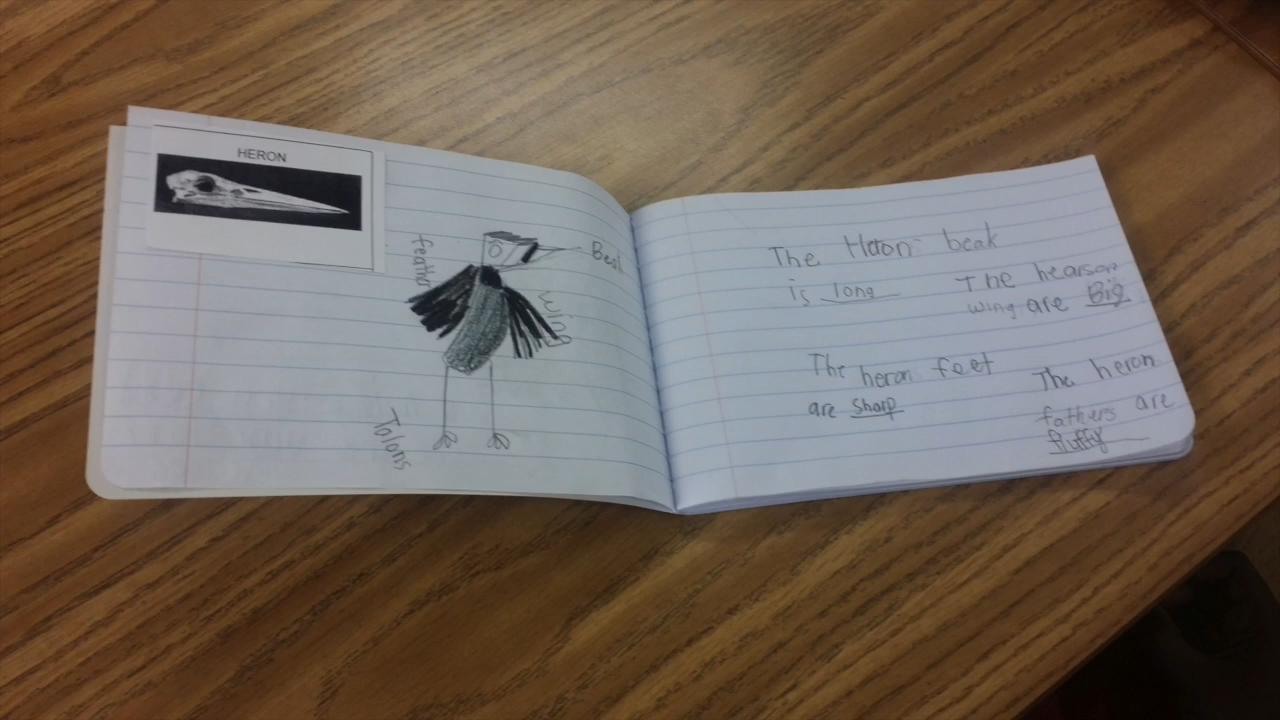 HERON
feather
Beak
wing
Talons
The Heron beak
is long
The hearson
wing are Big
The heron feet
are sharp
The heron
fathers are
fluffy